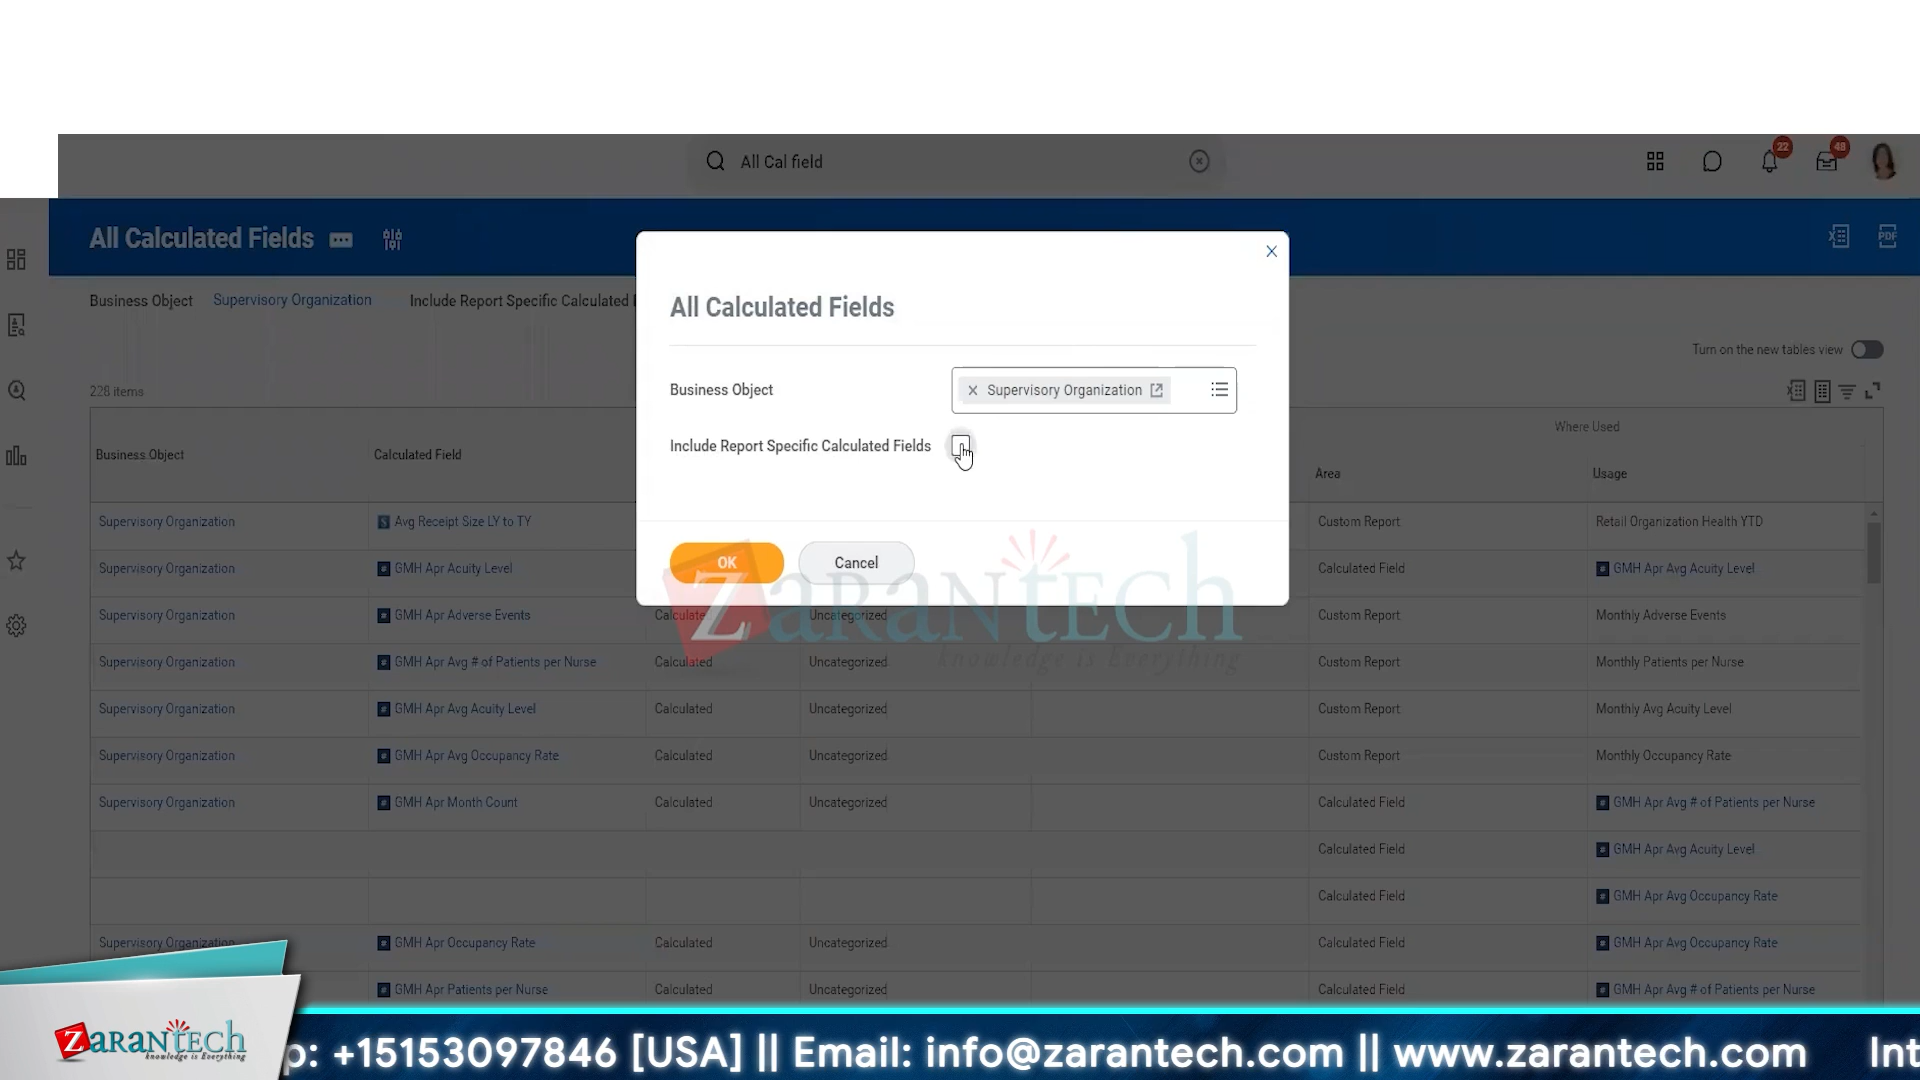 All Cal field
22
48
All Calculated Fields
PDF
Business Object Supervisory Organization Include Report Specific Calculated
Turn on the new tables view
228 items
All Calculated Fields
Business Object
Supervisory Organization
Include Report Specific Calculated Fields
OK
Cancel
Where Used
Business Object Calculated Field Area Usage
Supervisory Organization Avg Receipt Size LY to TY Custom Report Retail Organization Health YTD
Supervisory Organization GMH Apr Acuity Level Calculated Field GMH Apr Avg Acuity Level
Supervisory Organization GMH Apr Adverse Events Calculated Uncategorized Custom Report Monthly Adverse Events
Supervisory Organization GMH Apr Avg # of Patients per Nurse Calculated Uncategorized Custom Report Monthly Patients per Nurse
Supervisory Organization GMH Apr Avg Acuity Level Calculated Uncategorized Custom Report Monthly Avg Acuity Level
Supervisory Organization GMH Apr Avg Occupancy Rate Calculated Uncategorized Custom Report Monthly Occupancy Rate
Supervisory Organization GMH Apr Month Count Calculated Uncategorized Calculated Field GMH Apr Avg # of Patients per Nurse
Calculated Field GMH Apr Avg Acuity Level
Calculated Field GMH Apr Avg Occupancy Rate
Supervisory Organization GMH Apr Occupancy Rate Calculated Uncategorized Calculated Field GMH Apr Avg Occupancy Rate
GMH Apr Patients per Nurse Calculated Uncategorized Calculated Field GMH Apr Avg # of Patients per Nurse
ZaranTech
knowledge is Everything
ZaranTech
knowledge is Everything
p: +15153097846 [USA] || Email: info@zarantech.com || www.zarantech.com Int